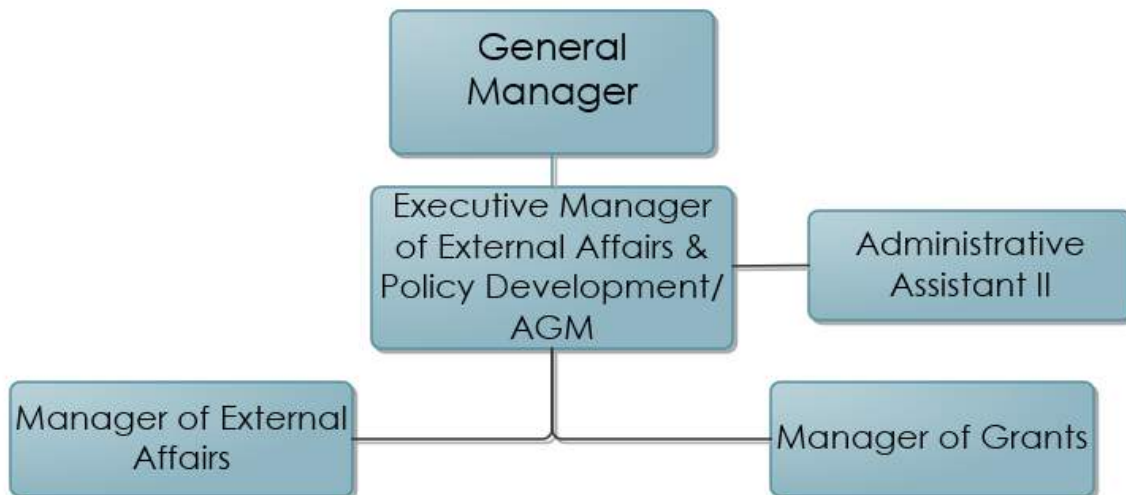 General
Manager
Executive Manager
of External Affairs &
Policy Development/
AGM
Administrative
Assistant II
Manager of External
Affairs
Manager of Grants